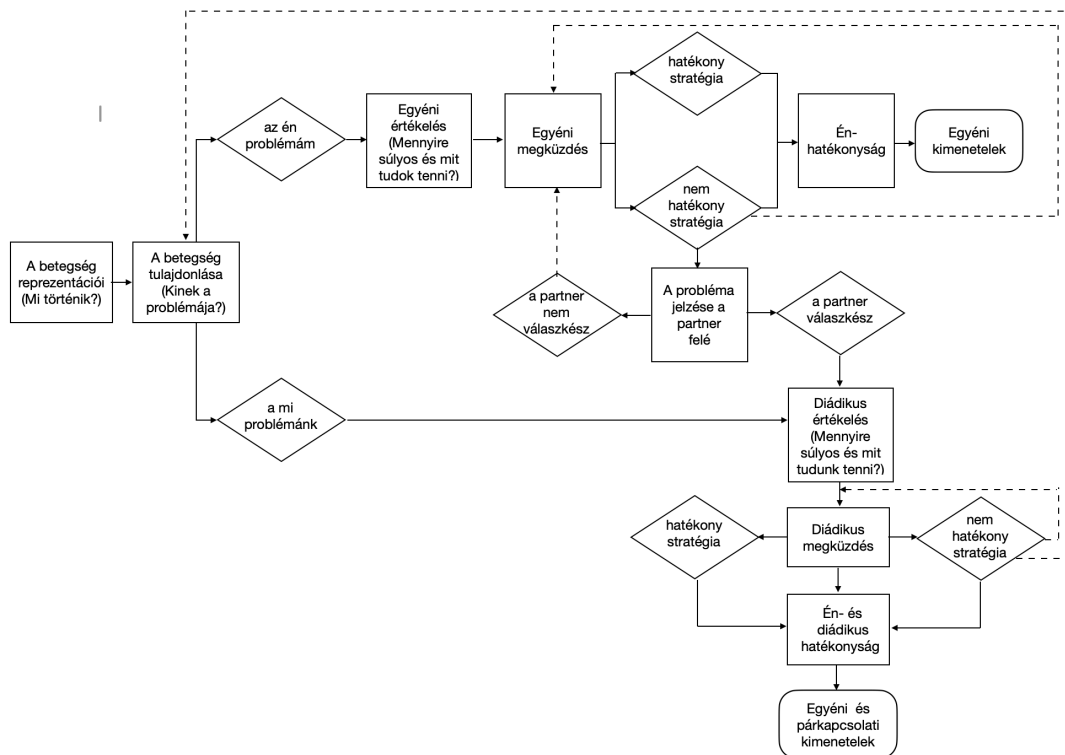 hatékony
stratégia
az én
problémám
Egyéni
értékelés
(Mennyire
súlyos és mit
tudok tenni?)
Egyéni
megküzdés
Én-
hatékonyság
Egyéni
kimenetelek
nem
hatékony
stratégia
A betegség
reprezentációi
(Mi történik?)
A betegség
tulajdonlása
(Kinek a
problémája?)
a partner
nem
válaszkész
A probléma
jelzése a
partner
felé
a partner
válaszkész
a mi
problémánk
Diádikus
értékelés
(Mennyire
súlyos és mit
tudunk tenni?)
hatékony
stratégia
Diádikus
megküzdés
nem
hatékony
stratégia
Én- és
diádikus
hatékonyság
Egyéni és
párkapcsolati
kimenetelek